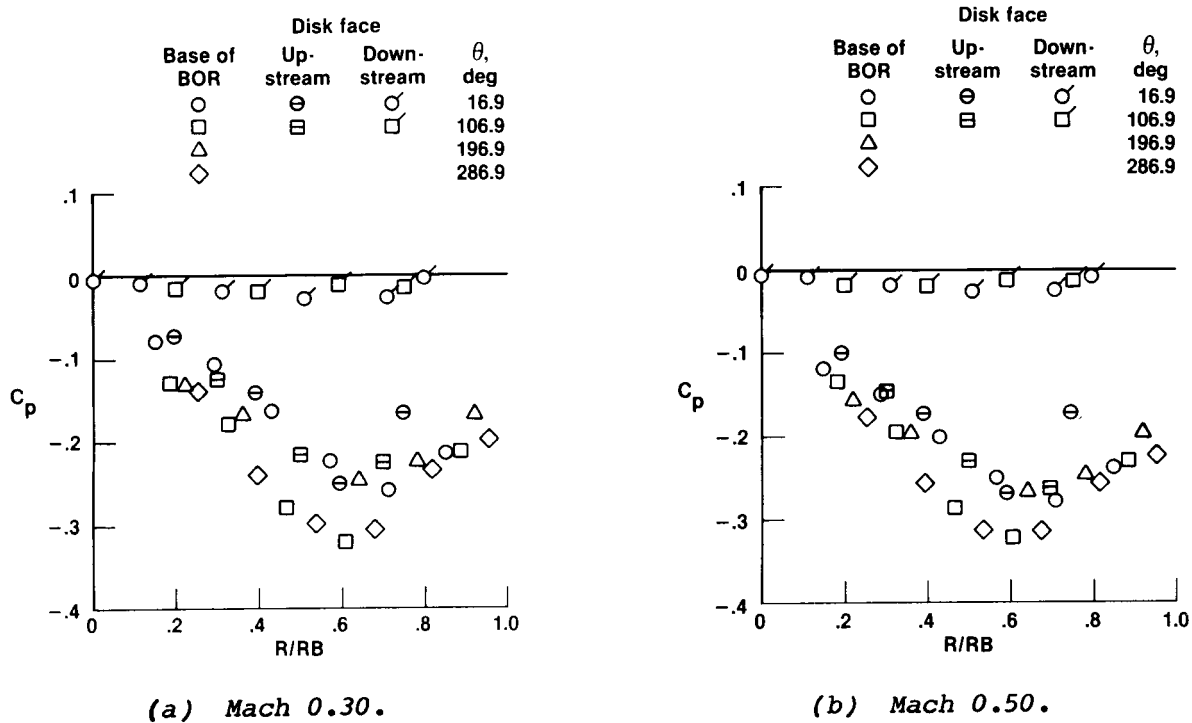 Disk face
Base of BOR Up-stream Down-stream θ, deg
16.9
106.9
196.9
286.9
.1
0
-.1
Cp
-.2
-.3
-.4
0 .2 .4 .6 .8 1.0
R/RB
(a) Mach 0.30.
Disk face
Base of BOR Up-stream Down-stream θ, deg
16.9
106.9
196.9
286.9
.1
0
-.1
Cp
-.2
-.3
-.4
0 .2 .4 .6 .8 1.0
R/RB
(b) Mach 0.50.